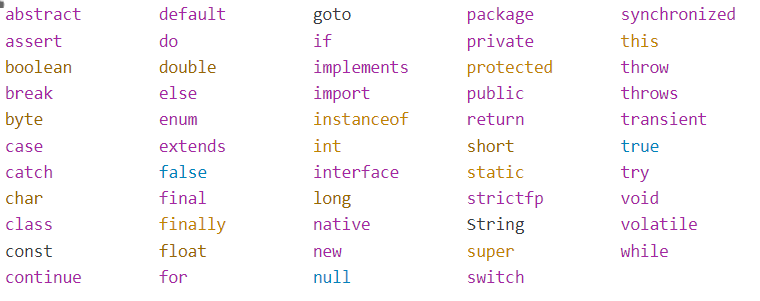 abstract default goto package synchronized
assert do if private this
boolean double implements protected throw
break else import public throws
byte enum instanceof return transient
case extends int short true
catch false interface static try
char final long strictfp void
class finally native String volatile
const float new super while
continue for null switch